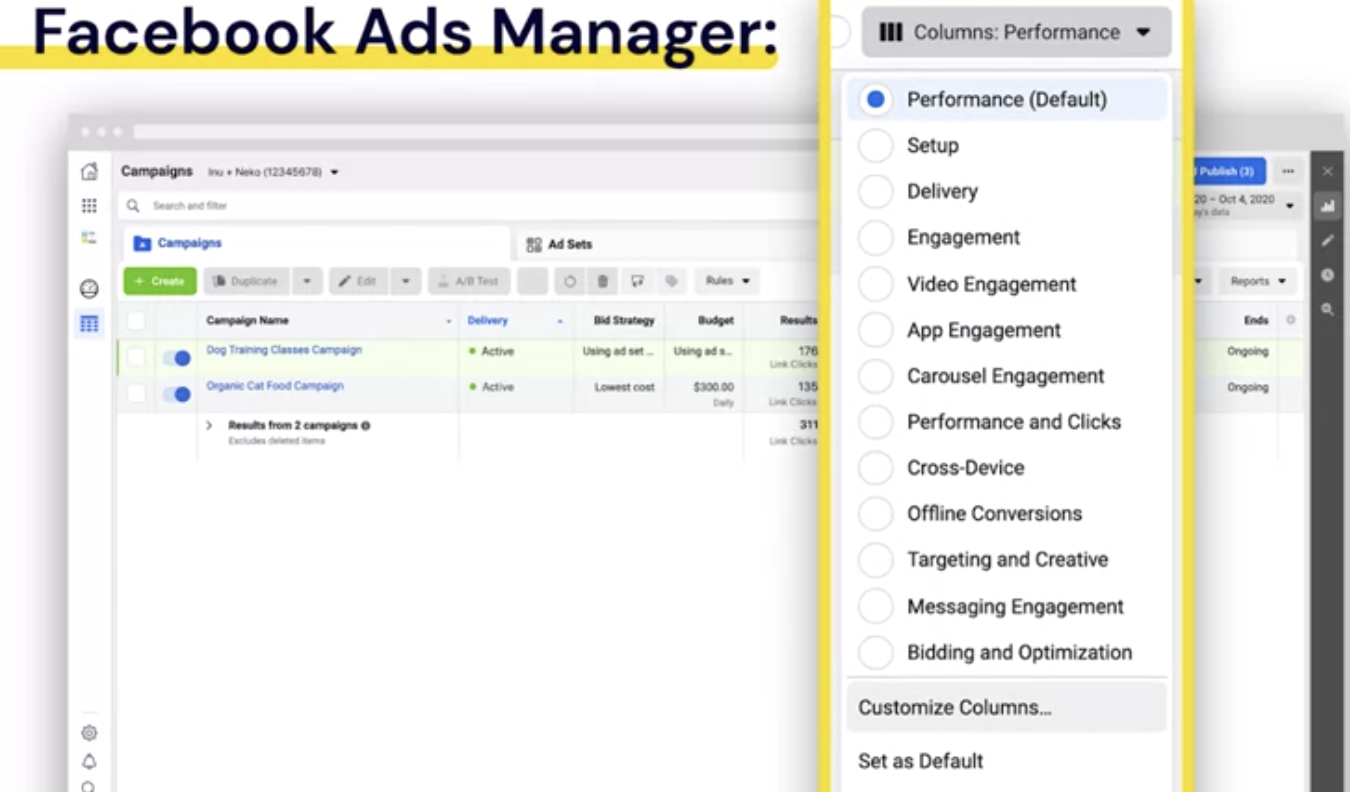 Facebook Ads Manager:
Columns: Performance
Performance (Default)
Setup
Delivery
Engagement
Video Engagement
App Engagement
Carousel Engagement
Performance and Clicks
Cross-Device
Offline Conversions
Targeting and Creative
Messaging Engagement
Bidding and Optimization
Customize Columns...
Set as Default
Campaigns Inu + Neko (12345678)
Publish (3)
Search and filter
20 – Oct 4, 2020
data
Campaigns Ad Sets
+ Create Duplicate Edit A/B Test Rules Reports
Campaign Name Delivery Bid Strategy Budget Results Ends
Dog Training Classes Campaign Active Using ad set ... Using ad s... 176 Ongoing
Link Clicks
Organic Cat Food Campaign Active Lowest cost $300.00 135 Ongoing
Daily Link Clicks
Results from 2 campaigns 311
Excludes deleted items Link Clicks